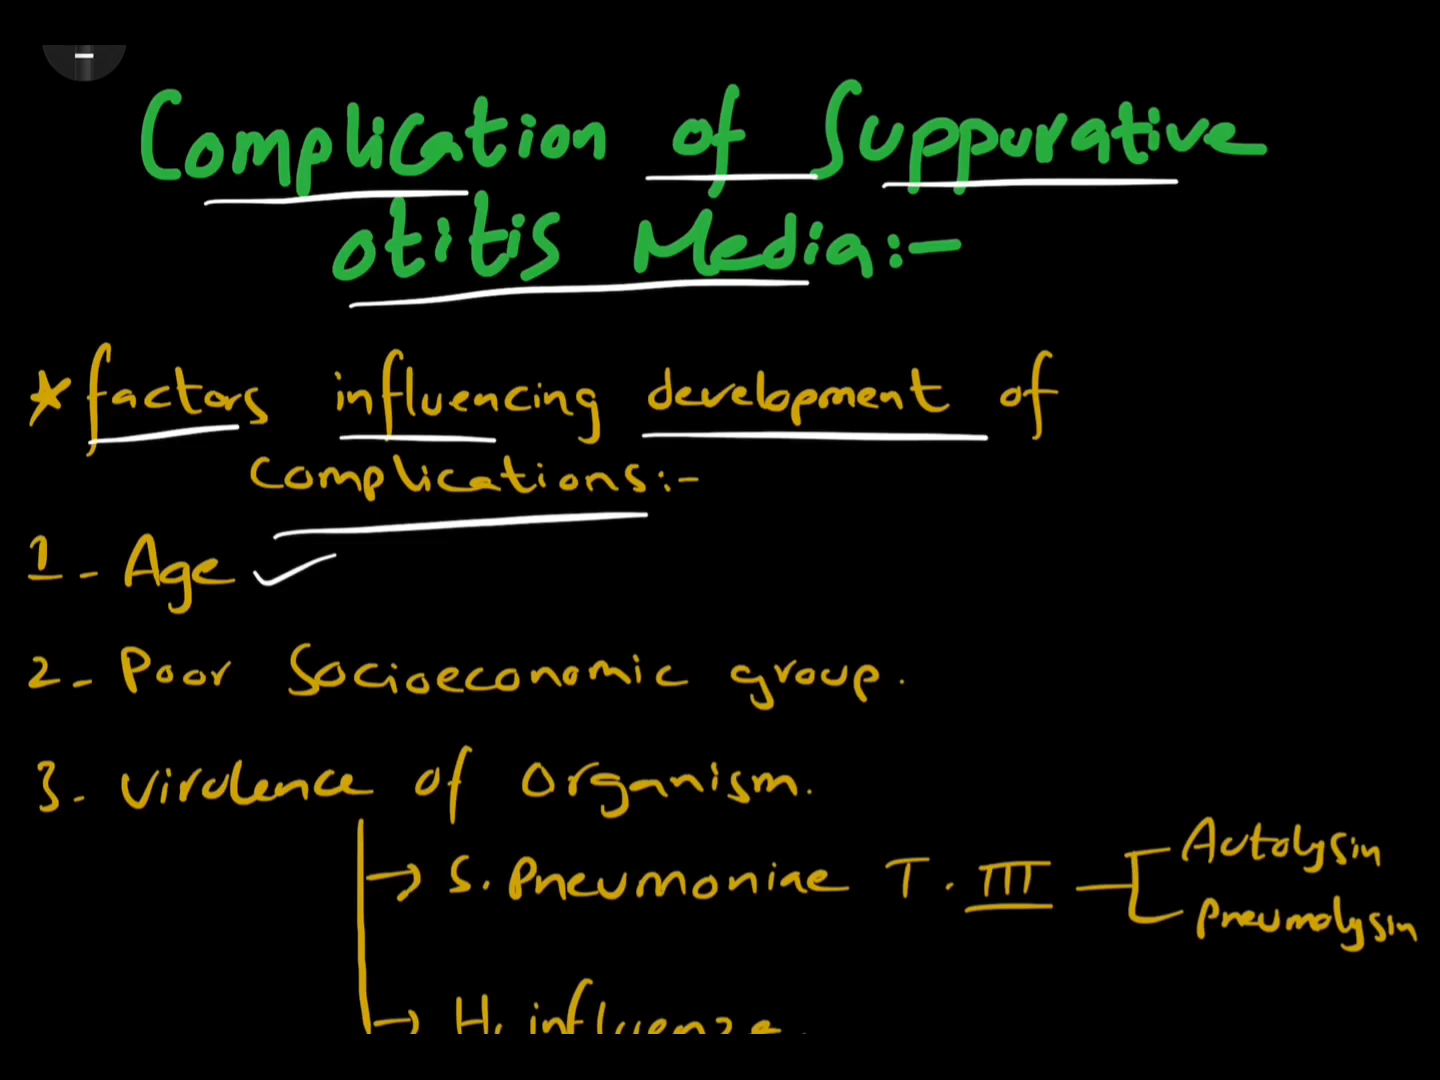 Complication of Suppurative
otitis Media:-
* factors influencing development of
complications:-
1- Age ✓
2- Poor Socioeconomic group.
3- Virulence of Organism.
→ S. Pneumoniae T. III
Autolysin
Pneumolysin
→ H. influenza.